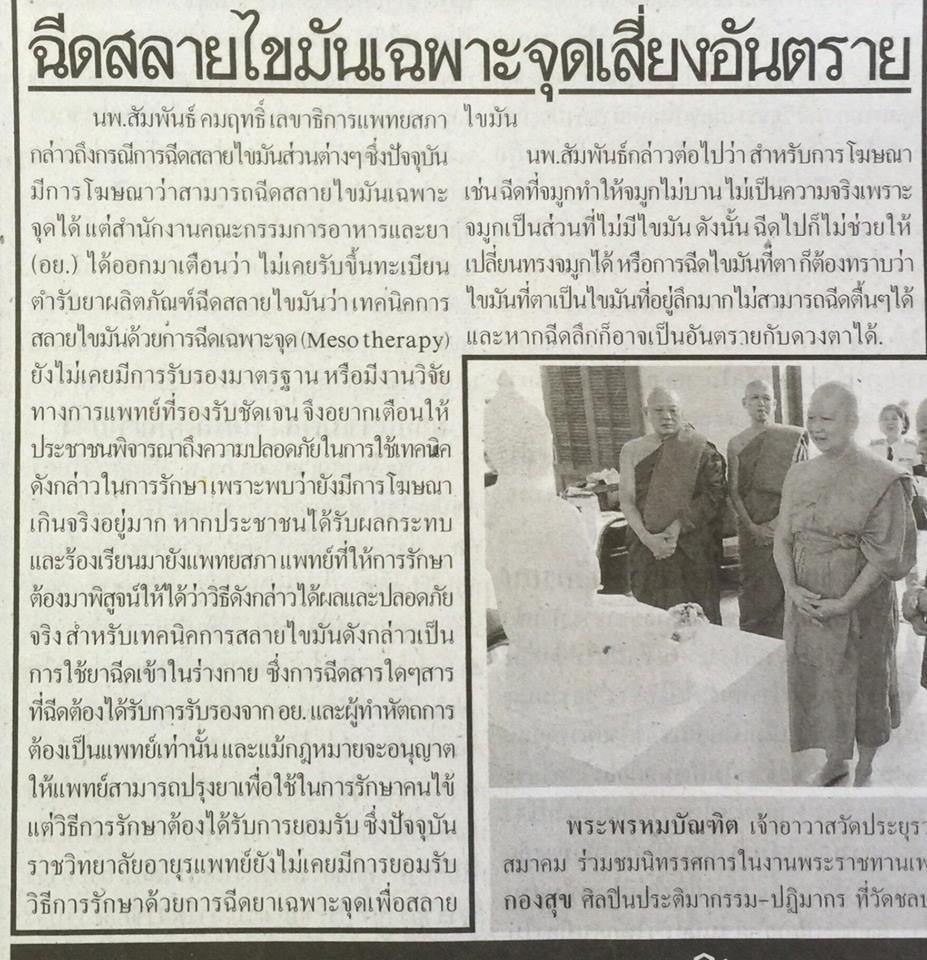 ฉีดสลายไขมันเฉพาะจุดเสี่ยงอันตราย
นพ.สัมพันธ์ คมฤทธิ์ เลขาธิการแพทยสภา
กล่าวถึงกรณีการฉีดสลายไขมันส่วนต่างๆ ซึ่งปัจจุบัน
มีการโฆษณาว่าสามารถฉีดสลายไขมันเฉพาะ
จุดได้ แต่สำนักงานคณะกรรมการอาหารและยา
(อย.) ได้ออกมาเตือนว่า ไม่เคยรับขึ้นทะเบียน
ตำรับยาผลิตภัณฑ์ฉีดสลายไขมันว่า เทคนิคการ
สลายไขมันด้วยการฉีดเฉพาะจุด (Meso therapy)
ยังไม่เคยมีการรับรองมาตรฐาน หรือมีงานวิจัย
ทางการแพทย์ที่รองรับชัดเจน จึงอยากเตือนให้
ประชาชนพิจารณาถึงความปลอดภัยในการใช้เทคนิค
ดังกล่าวในการรักษา เพราะพบว่ายังมีการโฆษณา
เกินจริงอยู่มาก หากประชาชนได้รับผลกระทบ
และร้องเรียนมายังแพทยสภา แพทย์ที่ให้การรักษา
ต้องมาพิสูจน์ให้ได้ว่าวิธีดังกล่าวได้ผลและปลอดภัย
จริง สำหรับเทคนิคการสลายไขมันดังกล่าวเป็น
การใช้ยาฉีดเข้าในร่างกาย ซึ่งการฉีดสารใดๆสาร
ที่ฉีดต้องได้รับการรับรองจาก อย. และผู้ทำหัตถการ
ต้องเป็นแพทย์เท่านั้น และแม้กฎหมายจะอนุญาต
ให้แพทย์สามารถปรุงยาเพื่อใช้ในการรักษาคนไข้
แต่วิธีการรักษาต้องได้รับการยอมรับ ซึ่งปัจจุบัน
ราชวิทยาลัยอายุรแพทย์ยังไม่เคยมีการยอมรับ
วิธีการรักษาด้วยการฉีดยาเฉพาะจุดเพื่อสลาย
ไขมัน
นพ.สัมพันธ์กล่าวต่อไปว่า สำหรับการโฆษณา
เช่น ฉีดที่จมูกทำให้จมูกไม่บาน ไม่เป็นความจริงเพราะ
จมูกเป็นส่วนที่ไม่มีไขมัน ดังนั้น ฉีดไปก็ไม่ช่วยให้
เปลี่ยนทรงจมูกได้ หรือการฉีดไขมันที่ตา ก็ต้องทราบว่า
ไขมันที่ตาเป็นไขมันที่อยู่ลึกมากไม่สามารถฉีดตื้นๆได้
และหากฉีดลึกก็อาจเป็นอันตรายกับดวงตาได้.
พระพรหมบัณฑิต เจ้าอาวาสวัดประยุร
สมาคม ร่วมชมนิทรรศการในงานพระราชทานเพ
กองสุข ศิลปินประติมากรรม-ปฏิมากร ที่วัดชลป